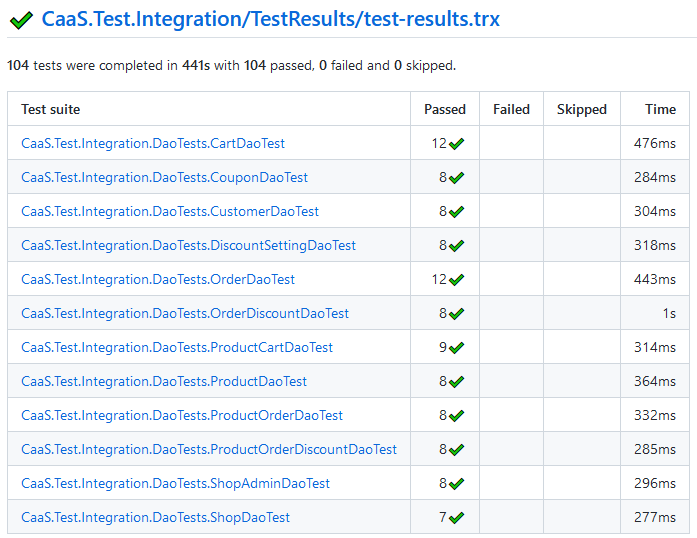 CaaS.Test.Integration/TestResults/test-results.trx
104 tests were completed in 441s with 104 passed, 0 failed and 0 skipped.
Test suite Passed Failed Skipped Time
CaaS.Test.Integration.DaoTests.CartDaoTest 12 476ms
CaaS.Test.Integration.DaoTests.CouponDaoTest 8 284ms
CaaS.Test.Integration.DaoTests.CustomerDaoTest 8 304ms
CaaS.Test.Integration.DaoTests.DiscountSettingDaoTest 8 318ms
CaaS.Test.Integration.DaoTests.OrderDaoTest 12 443ms
CaaS.Test.Integration.DaoTests.OrderDiscountDaoTest 8 1s
CaaS.Test.Integration.DaoTests.ProductCartDaoTest 9 314ms
CaaS.Test.Integration.DaoTests.ProductDaoTest 8 364ms
CaaS.Test.Integration.DaoTests.ProductOrderDaoTest 8 332ms
CaaS.Test.Integration.DaoTests.ProductOrderDiscountDaoTest 8 285ms
CaaS.Test.Integration.DaoTests.ShopAdminDaoTest 8 296ms
CaaS.Test.Integration.DaoTests.ShopDaoTest 7 277ms